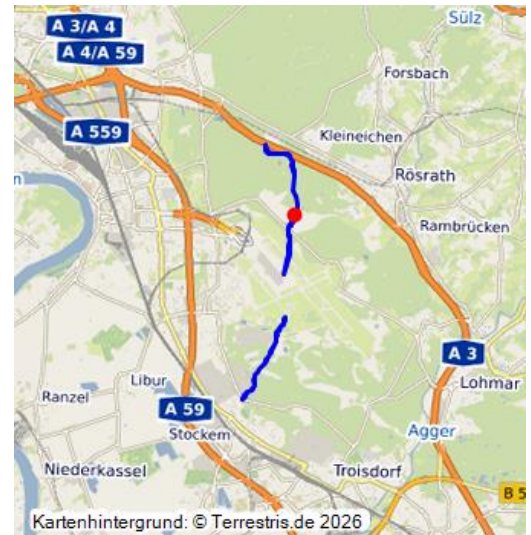 Sülz
A 3/A 4
A 4/A 59
Forsbach
A 559
Kleineichen
Rösrath
Rambrücken
A 3
Lohmar
Libur
Ranzel
A 59
Stockem
Agger
Niederkassel
Troisdorf
B 5
Kartenhintergrund: © Terrestris.de 2026